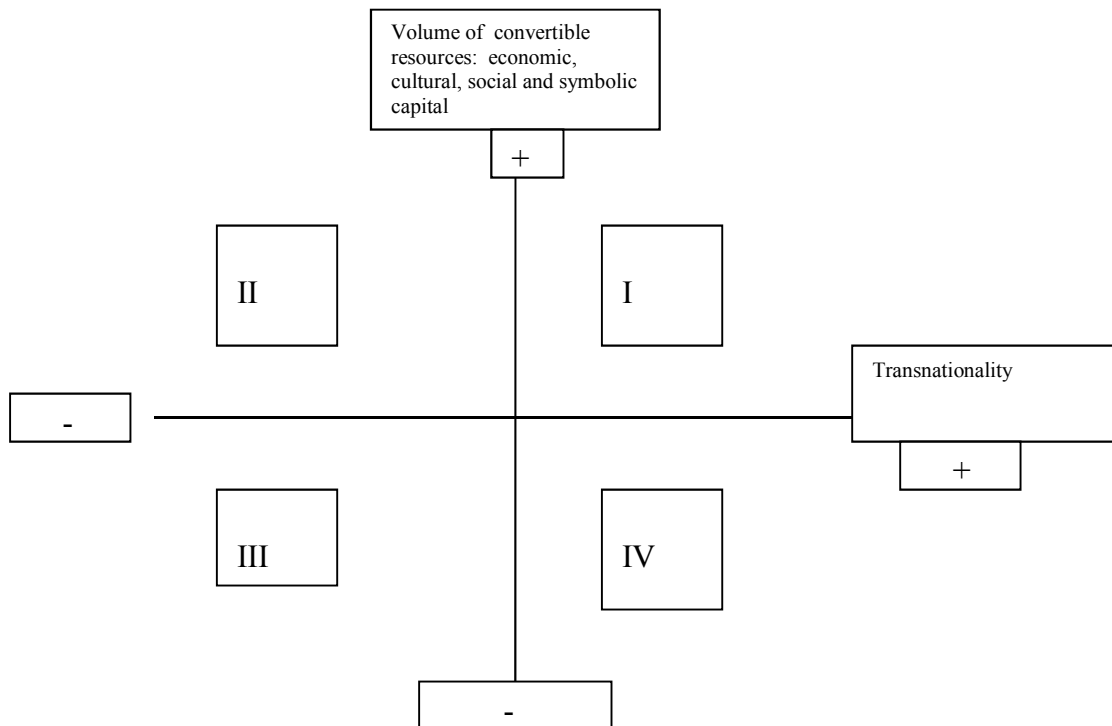 Volume of convertible
resources: economic,
cultural, social and symbolic
capital
+
II
I
Transnationality
-
+
III
IV
-